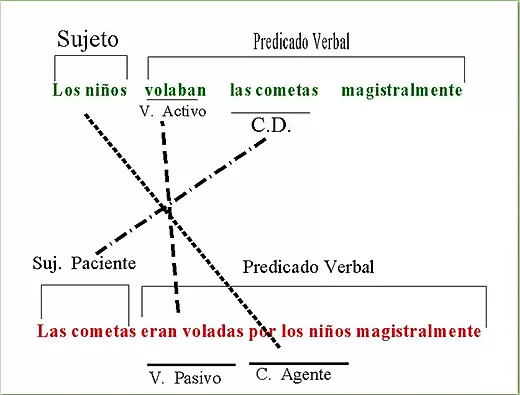 Sujeto Predicado Verbal
Los niños volaban las cometas magistralmente
V. Activo C.D.
Suj. Paciente Predicado Verbal
Las cometas eran voladas por los niños magistralmente
V. Pasivo C. Agente